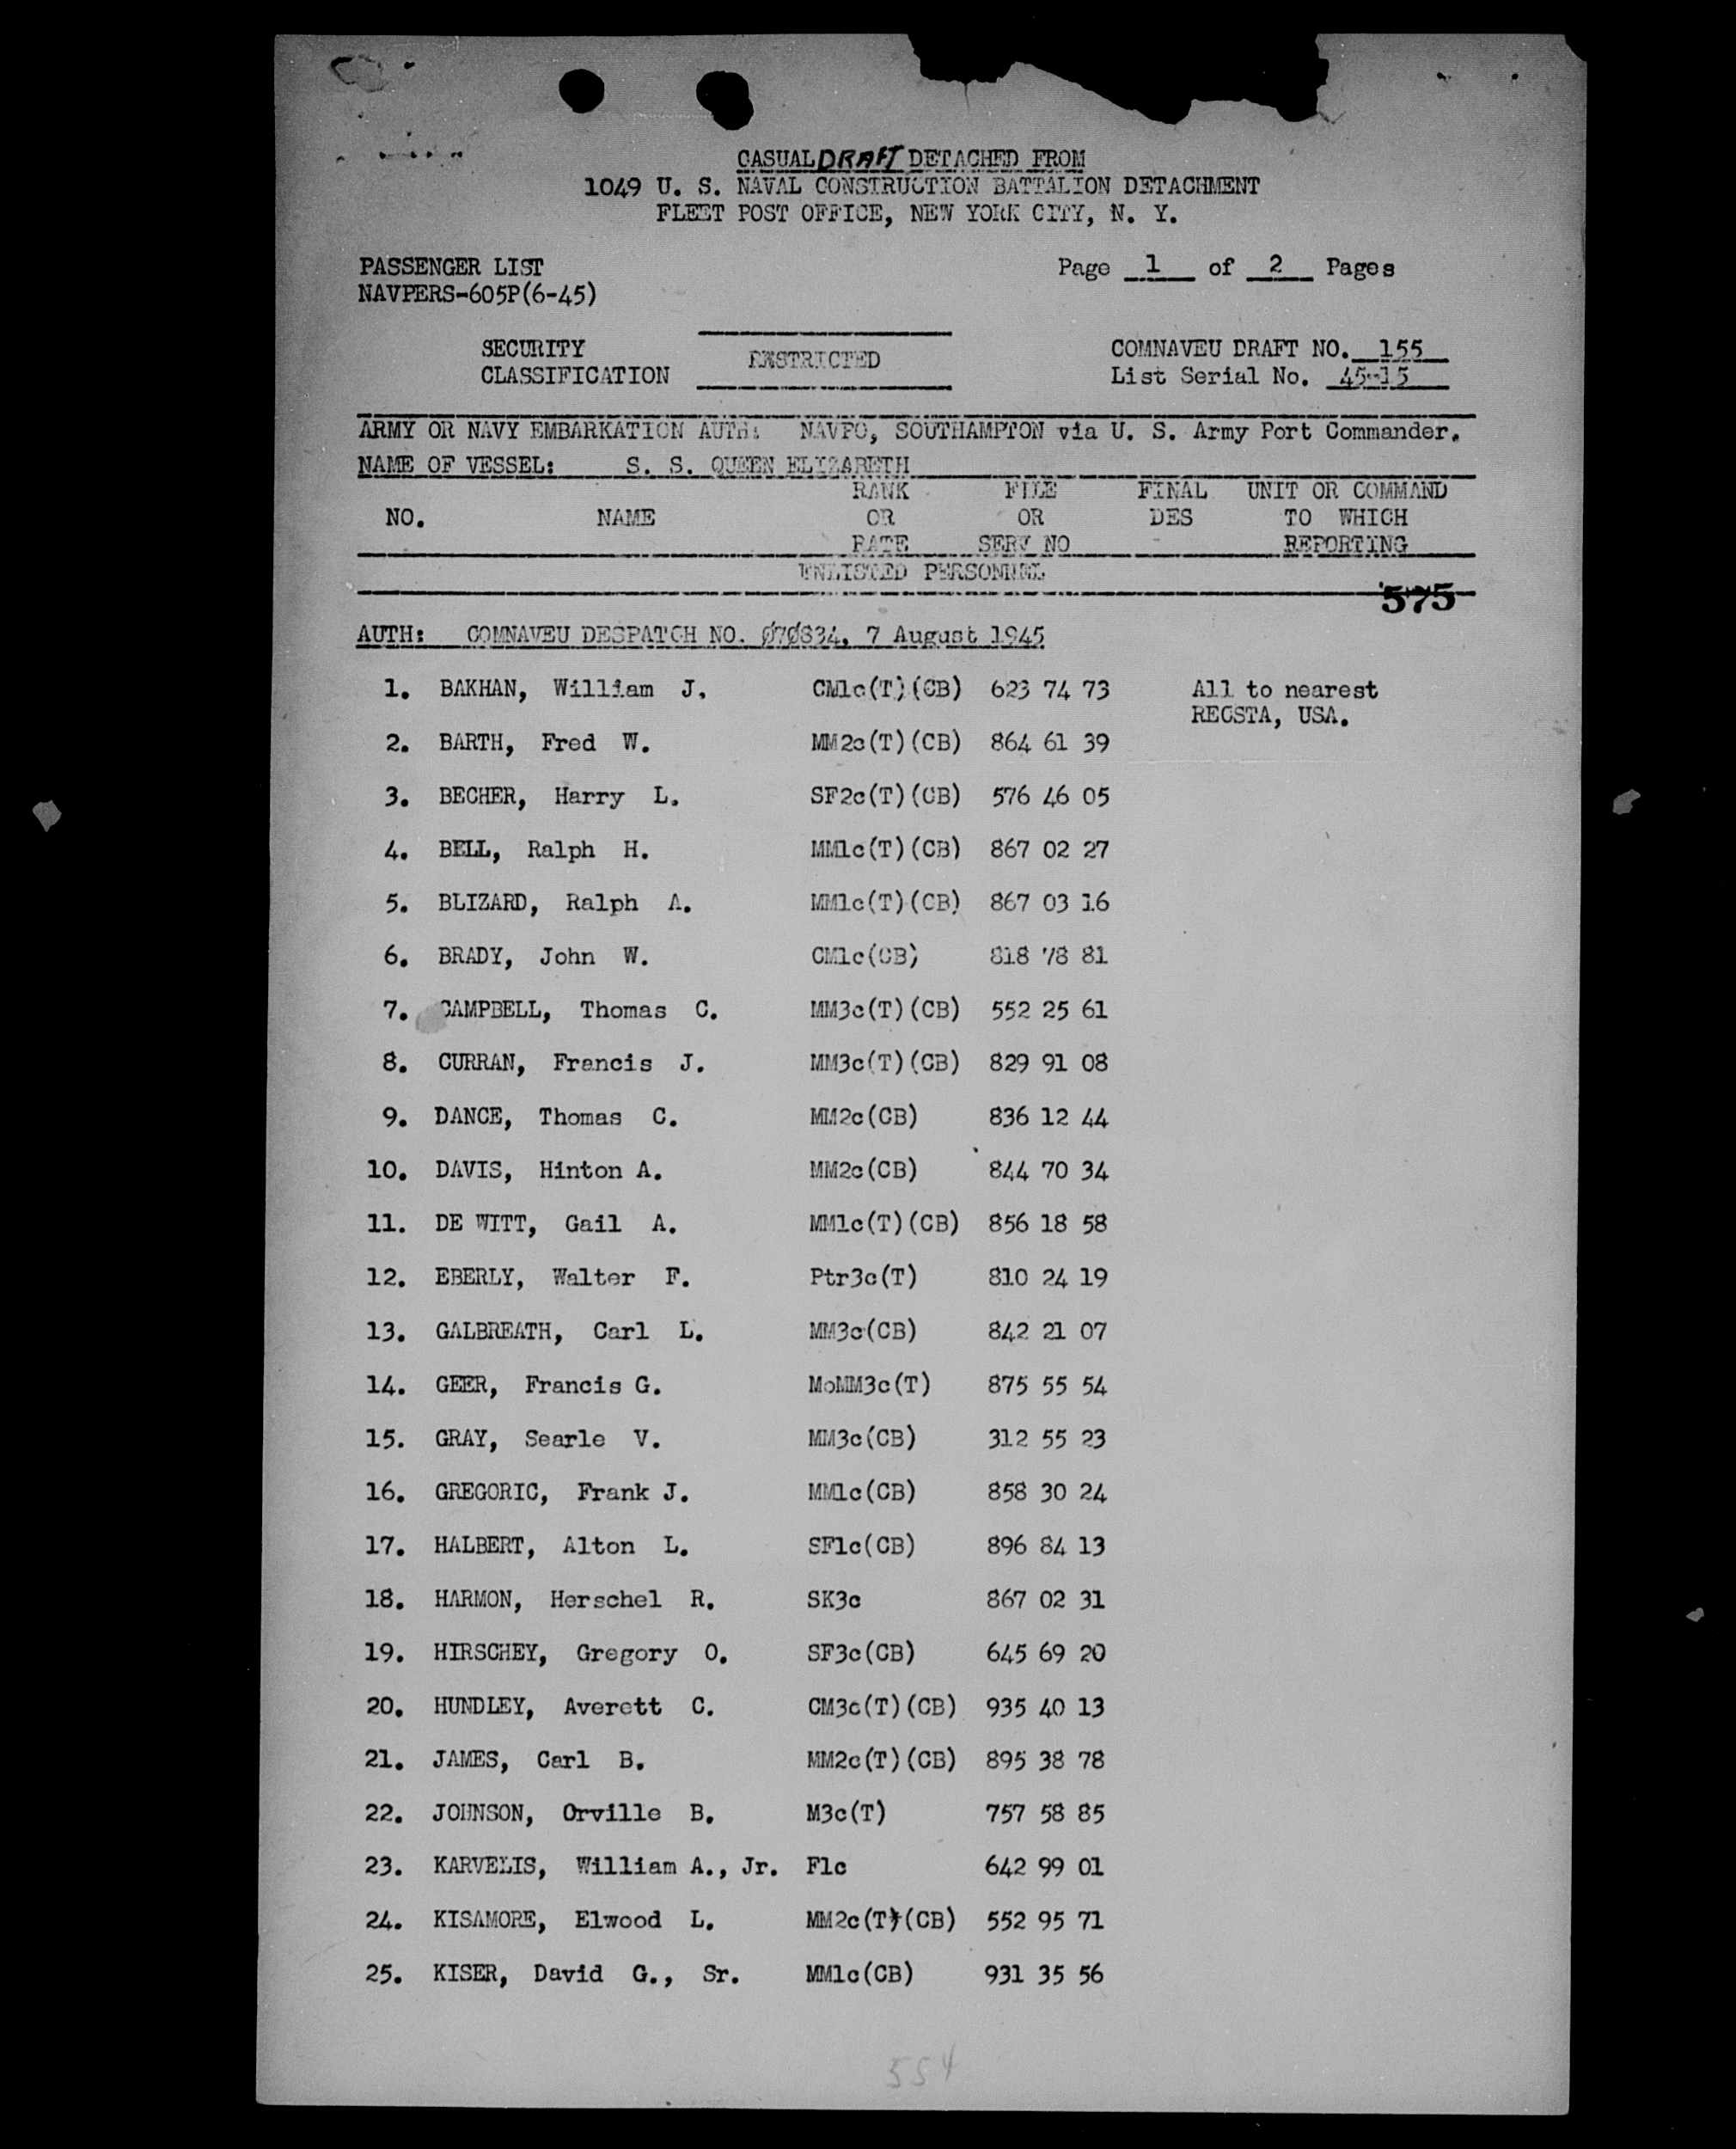 CASUAL DRAFT DETACHED FROM
1049 U. S. NAVAL CONSTRUCTION BATTALION DETACHMENT
FLEET POST OFFICE, NEW YORK CITY, N. Y.
PASSENGER LIST Page 1 of 2 Pages
NAVPERS-605P(6-45)
SECURITY CLASSIFICATION RESTRICTED
COMNAVEU DRAFT NO. 155
List Serial No. 45-15
ARMY OR NAVY EMBARKATION AUTH: NAVPO, SOUTHAMPTON via U. S. Army Port Commander.
NAME OF VESSEL: S. S. QUEEN ELIZABETH
RANK FILE FINAL UNIT OR COMMAND
NO. NAME OR OR DES TO WHICH
RATE SERV NO REPORTING
ENLISTED PERSONNEL
575
AUTH: COMNAVEU DESPATCH NO. Ø7Ø834, 7 August 1945
1. BAKHAN, William J. CM1c(T)(CB) 623 74 73 All to nearest
RECSTA, USA.
2. BARTH, Fred W. MM2c(T)(CB) 864 61 39
3. BECHER, Harry L. SF2c(T)(CB) 576 46 05
4. BELL, Ralph H. MM1c(T)(CB) 867 02 27
5. BLIZARD, Ralph A. MM1c(T)(CB) 867 03 16
6. BRADY, John W. CM1c(CB) 818 78 81
7. CAMPBELL, Thomas C. MM3c(T)(CB) 552 25 61
8. CURRAN, Francis J. MM3c(T)(CB) 829 91 08
9. DANCE, Thomas C. MM2c(CB) 836 12 44
10. DAVIS, Hinton A. MM2c(CB) 844 70 34
11. DE WITT, Gail A. MM1c(T)(CB) 856 18 58
12. EBERLY, Walter F. Ptr3c(T) 810 24 19
13. GALBREATH, Carl L. MM3c(CB) 842 21 07
14. GEER, Francis G. MoMM3c(T) 875 55 54
15. GRAY, Searle V. MM3c(CB) 312 55 23
16. GREGORIC, Frank J. MM1c(CB) 858 30 24
17. HALBERT, Alton L. SF1c(CB) 896 84 13
18. HARMON, Herschel R. SK3c 867 02 31
19. HIRSCHEY, Gregory O. SF3c(CB) 645 69 20
20. HUNDLEY, Averett C. CM3c(T)(CB) 935 40 13
21. JAMES, Carl B. MM2c(T)(CB) 895 38 78
22. JOHNSON, Orville B. M3c(T) 757 58 85
23. KARVELIS, William A., Jr. F1c 642 99 01
24. KISAMORE, Elwood L. MM2c(T)(CB) 552 95 71
25. KISER, David G., Sr. MM1c(CB) 931 35 56
554